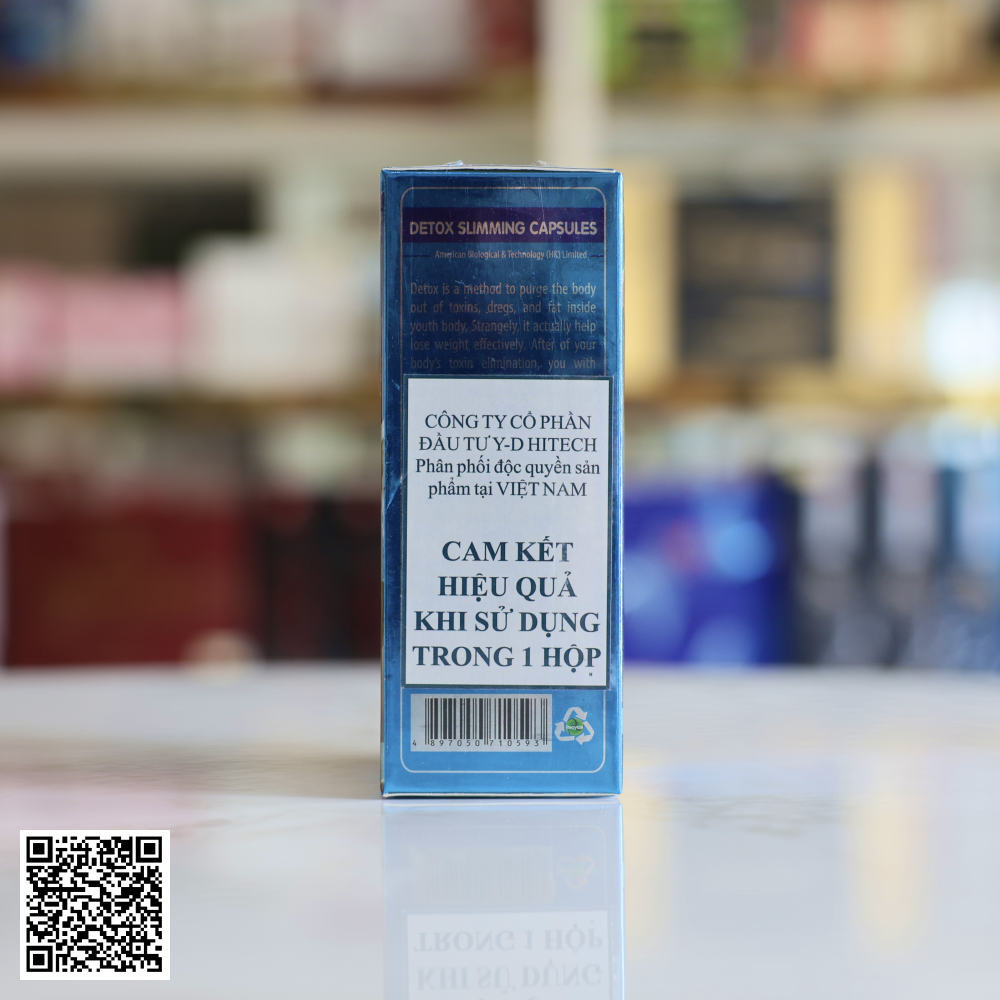 DETOX SLIMMING CAPSULES
American Biological & Technology (HK) Limited
Detox is a method to purge the body
out of toxins, dregs, and fat inside
youth body, Strangely, it actually help
lose weight effectively. After of your
body's toxin elimination, you with
CÔNG TY CỔ PHẦN
ĐẦU TƯ Y-D HITECH
Phân phối độc quyền sản
phẩm tại VIỆT NAM
CAM KẾT
HIỆU QUẢ
KHI SỬ DỤNG
TRONG 1 HỘP
4 897050 710593